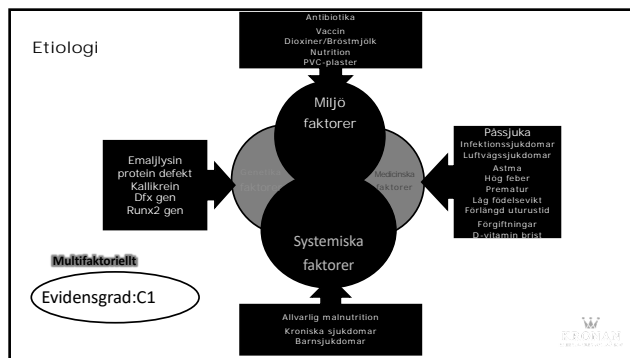 Etiologi
Antibiotika
Vaccin
Dioxiner/Bröstmjölk
Nutrition
PVC-plaster
Miljö
faktorer
Emaljlysin
protein defekt
Kallikrein
Dfx gen
Runx2 gen
Genetika
faktorer
Medicinska
faktorer
Påssjuka
Infektionssjukdomar
Luftvägssjukdomar
Astma
Hög feber
Prematur
Låg födelsevikt
Förlängd uturustid
Förgiftningar
D-vitamin brist
Systemiska
faktorer
Multifaktoriellt
Evidensgrad:C1
Allvarlig malnutrition
Kroniska sjukdomar
Barnsjukdomar
KRONAN